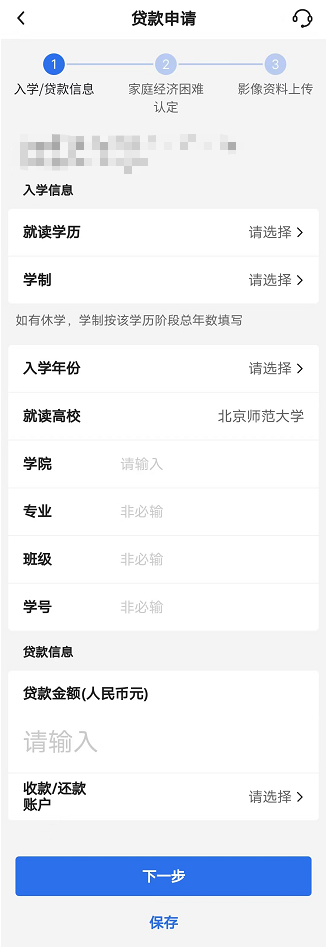 贷款申请
1
2
3
入学/贷款信息
家庭经济困难
认定
影像资料上传
入学信息
就读学历 请选择
学制 请选择
如有休学，学制按该学历阶段总年数填写
入学年份 请选择
就读高校 北京师范大学
学院 请输入
专业 非必输
班级 非必输
学号 非必输
贷款信息
贷款金额(人民币元)
请输入
收款/还款
账户 请选择
下一步
保存